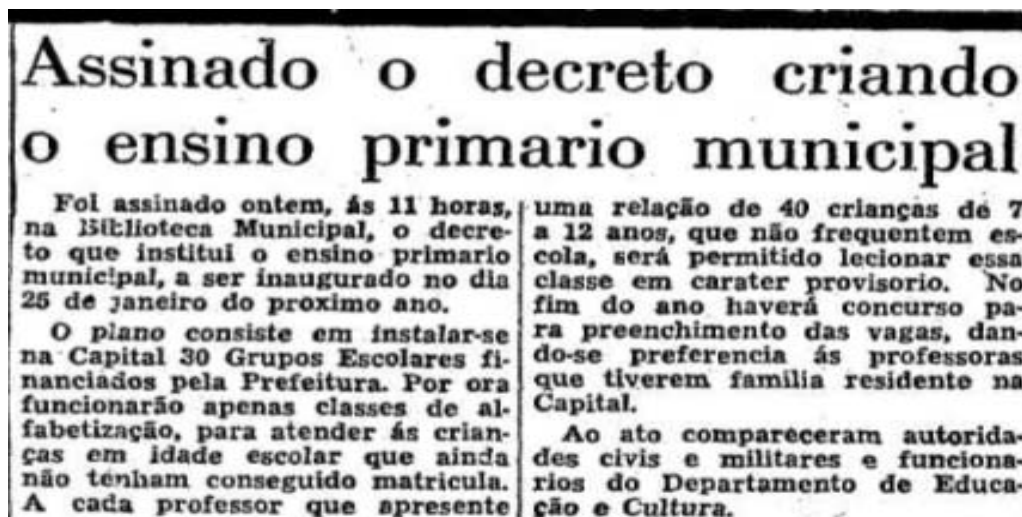 Assinado o decreto criando
o ensino primario municipal
Foi assinado ontem, ás 11 horas,
na Biblioteca Municipal, o decre-
to que institui o ensino primario
municipal, a ser inaugurado no dia
25 de janeiro do proximo ano.
O plano consiste em instalar-se
na Capital 30 Grupos Escolares fi-
nanciados pela Prefeitura. Por ora
funcionarão apenas classes de al-
fabetização, para atender ás crian-
ças em idade escolar que ainda
não tenham conseguido matricula.
A cada professor que apresente
uma relação de 40 crianças de 7
a 12 anos, que não frequentem es-
cola, será permitido lecionar essa
classe em carater provisorio. No
fim do ano haverá concurso pa-
ra preenchimento das vagas, dan-
do-se preferencia ás professoras
que tiverem familia residente na
Capital.
Ao ato compareceram autorida-
des civis e militares e funciona-
rios do Departamento de Educa-
ção e Cultura.